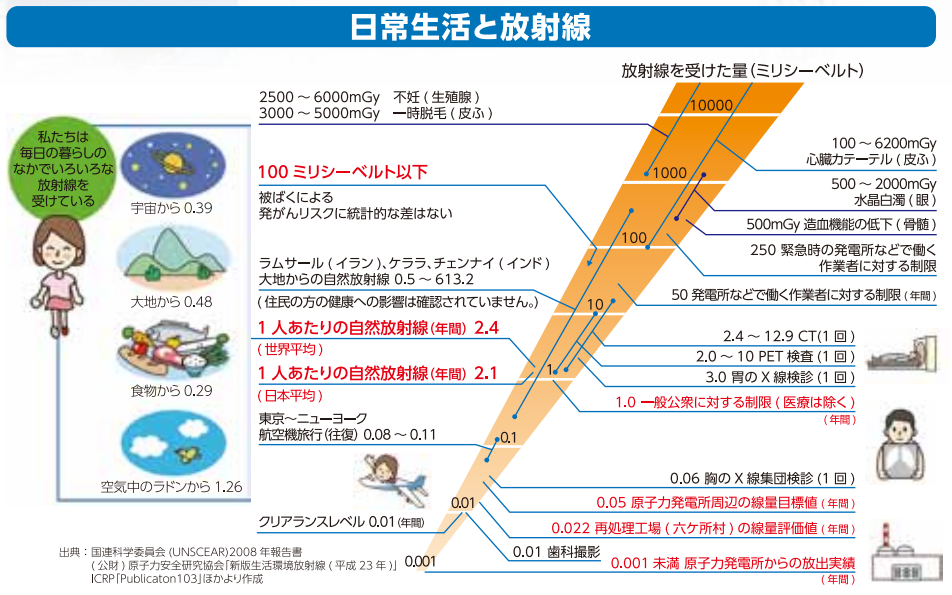 日常生活と放射線
放射線を受けた量(ミリシーベルト)
私たちは
毎日の暮らしの
なかでいろいろな
放射線を
受けている
宇宙から 0.39
大地から 0.48
食物から 0.29
空気中のラドンから 1.26
2500 ～ 6000mGy 不妊 ( 生殖腺 )
3000 ～ 5000mGy 一時脱毛 ( 皮ふ )
100 ミリシーベルト以下
被ばくによる
発がんリスクに統計的な差はない
ラムサール ( イラン )、ケララ、チェンナイ ( インド )
大地からの自然放射線 0.5 ～ 613.2
( 住民の方の健康への影響は確認されていません。)
1 人あたりの自然放射線(年間) 2.4
( 世界平均 )
1 人あたりの自然放射線(年間) 2.1
( 日本平均 )
東京～ニューヨーク
航空機旅行(往復) 0.08 ～ 0.11
クリアランスレベル 0.01 (年間)
10000
1000
100
10
1
0.1
0.01
0.001
100 ～ 6200mGy
心臓カテーテル ( 皮ふ )
500 ～ 2000mGy
水晶白濁 ( 眼 )
500mGy 造血機能の低下 ( 骨髄 )
250 緊急時の発電所などで働く
作業者に対する制限
50 発電所などで働く作業者に対する制限 ( 年間 )
2.4 ～ 12.9 CT(1 回 )
2.0 ～ 10 PET 検査 (1 回 )
3.0 胃の X 線検診 (1 回 )
1.0 一般公衆に対する制限 ( 医療は除く )
( 年間 )
0.06 胸の X 線集団検診 (1 回 )
0.05 原子力発電所周辺の線量目標値 ( 年間 )
0.022 再処理工場 ( 六ケ所村 ) の線量評価値 ( 年間 )
0.01 歯科撮影
0.001 未満 原子力発電所からの放出実績
( 年間 )
出典：国連科学委員会 (UNSCEAR)2008 年報告書
( 公財 ) 原子力安全研究協会「新版生活環境放射線 ( 平成 23 年 )」
ICRP「Publicaton103」ほかより作成